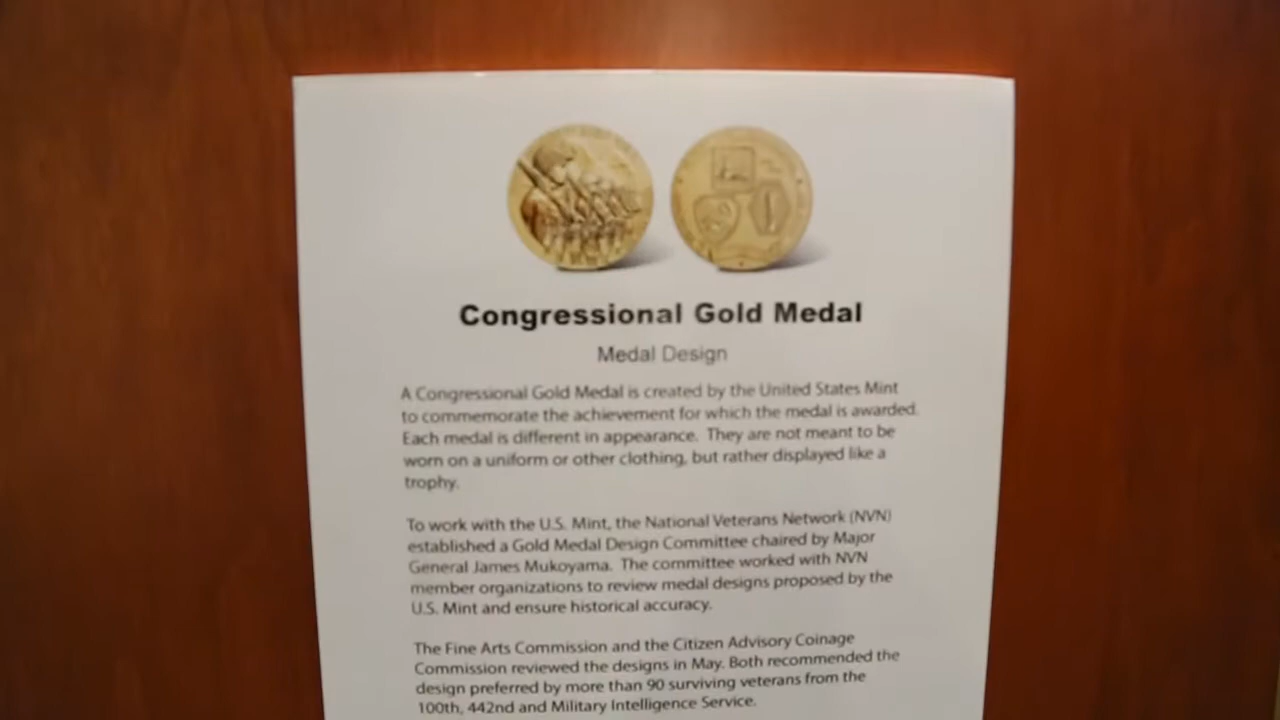 Congressional Gold Medal
Medal Design
A Congressional Gold Medal is created by the United States Mint
to commemorate the achievement for which the medal is awarded.
Each medal is different in appearance. They are not meant to be
worn on a uniform or other clothing, but rather displayed like a
trophy.
To work with the U.S. Mint, the National Veterans Network (NVN)
established a Gold Medal Design Committee chaired by Major
General James Mukoyama. The committee worked with NVN
member organizations to review medal designs proposed by the
U.S. Mint and ensure historical accuracy.
The Fine Arts Commission and the Citizen Advisory Coinage
Commission reviewed the designs in May. Both recommended the
design preferred by more than 90 surviving veterans from the
100th, 442nd and Military Intelligence Service.